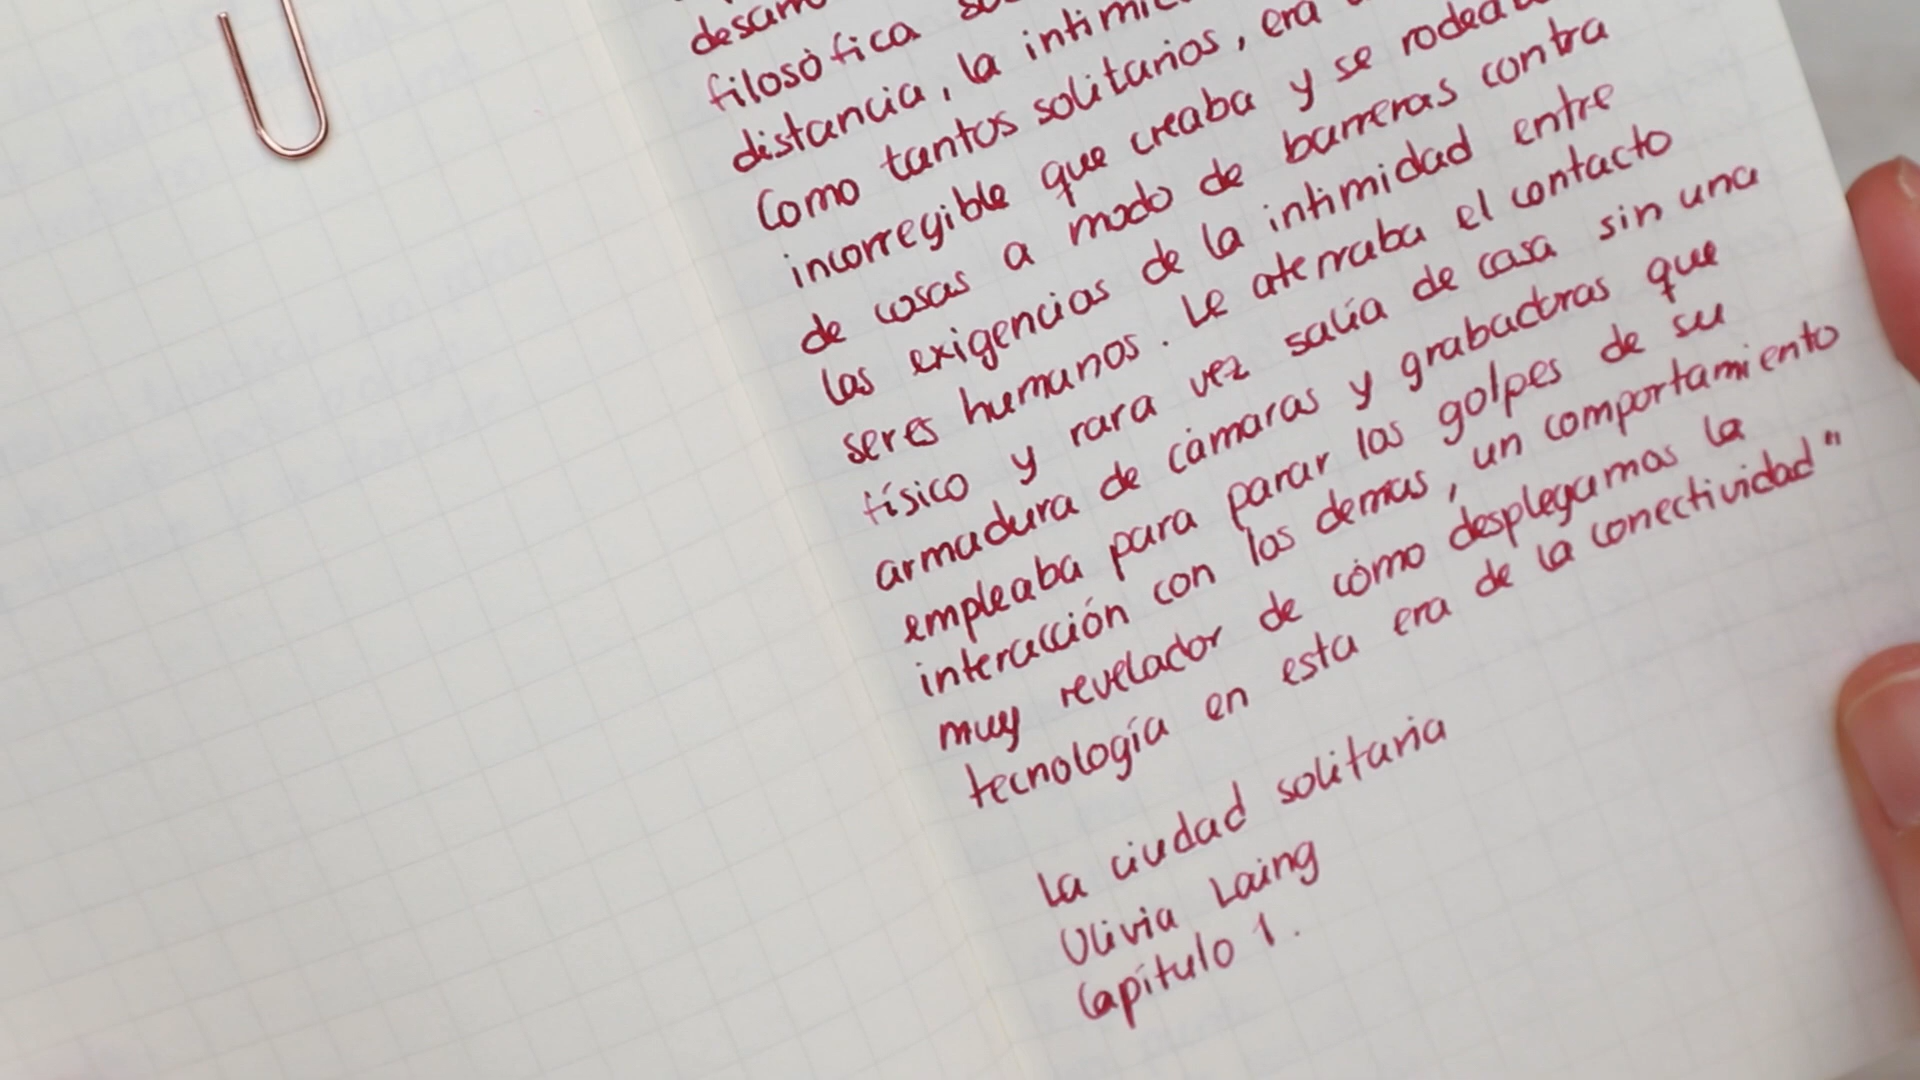 filosófica
distancia, la
Como tantos solitarios, era
incorregible que creaba y se
de cosas a modo de barreras contra
las exigencias de la intimidad entre
seres humanos. Le aterraba el contacto
físico y rara vez salía de casa sin una
armadura de cámaras y grabadoras que
empleaba para parar los golpes de su
interacción con los demás, un comportamiento
muy revelador de cómo desplegamos la
tecnología en esta era de la conectividad"
La ciudad solitaria
Olivia Laing
Capítulo 1.